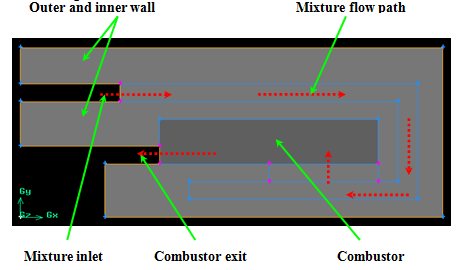 Outer and inner wall
Mixture flow path
Gy
Gz
Gx
Mixture inlet
Combustor exit
Combustor